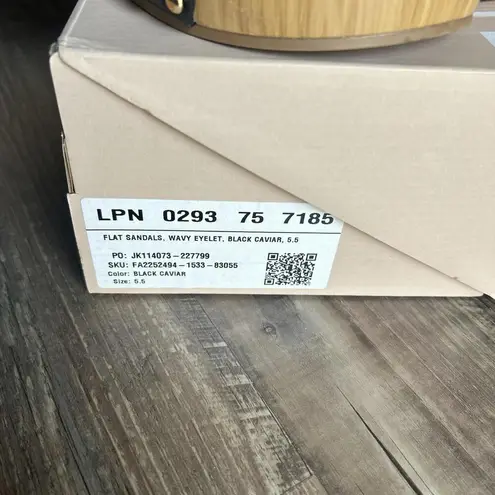 LPN 0293 75 7185
FLAT SANDALS, WAVY EYELET, BLACK CAVIAR, 5.5
PO: JK114073-227799
SKU: FA2252494-1533-83055
Color: BLACK CAVIAR
Size: 5.5